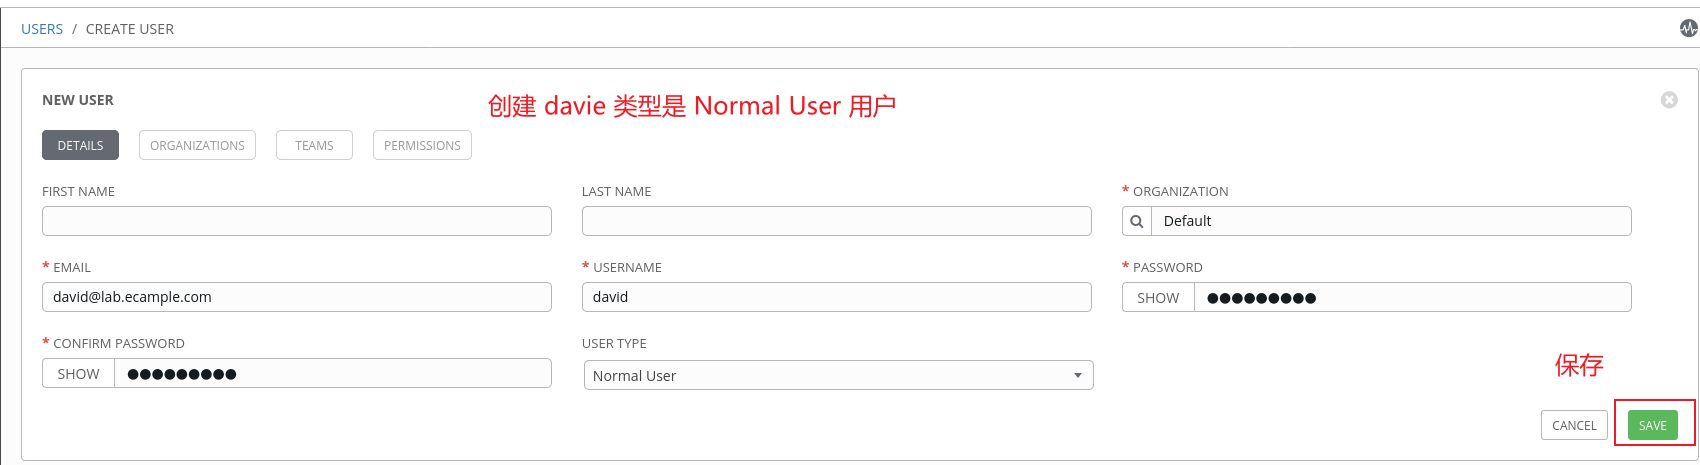 USERS / CREATE USER
NEW USER
创建 davie 类型是 Normal User 用户
DETAILS ORGANIZATIONS TEAMS PERMISSIONS
FIRST NAME LAST NAME * ORGANIZATION
Default
* EMAIL * USERNAME * PASSWORD
david@lab.ecample.com david SHOW ●●●●●●●●●
* CONFIRM PASSWORD USER TYPE
SHOW ●●●●●●●●● Normal User
保存
CANCEL SAVE